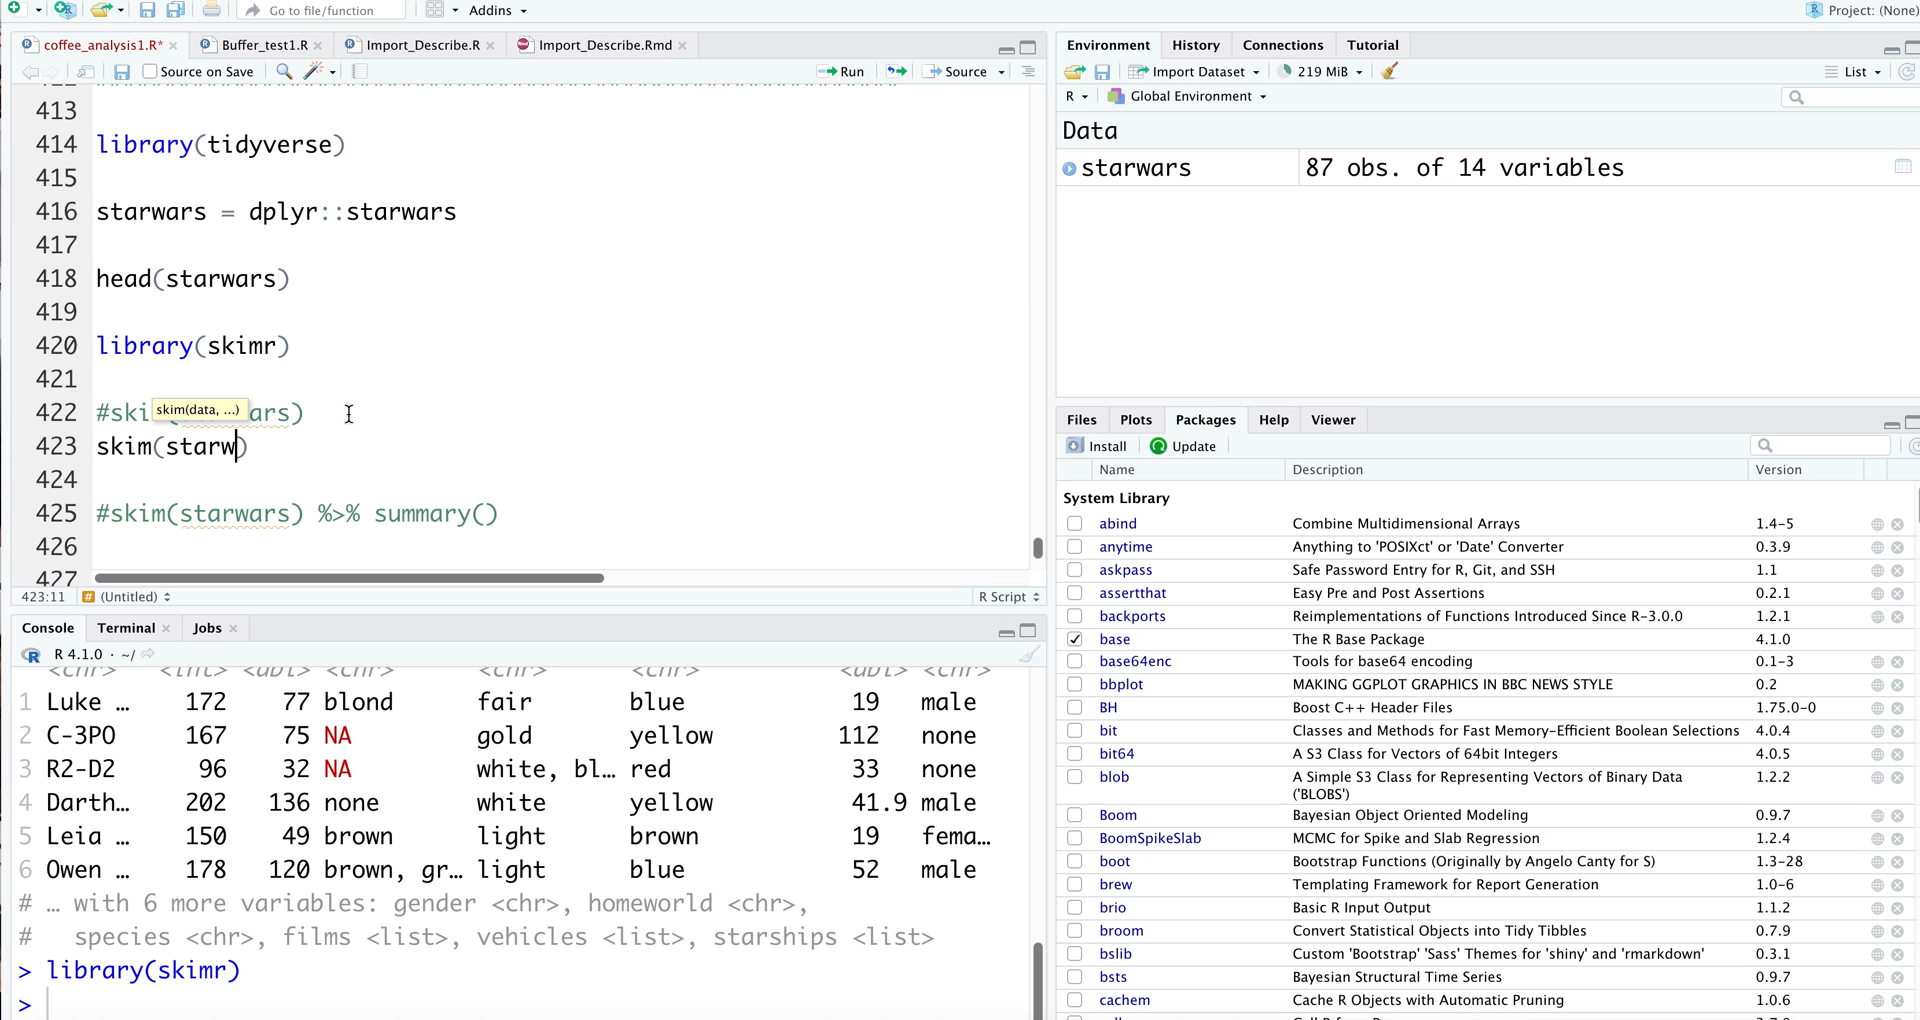 Go to file/function
Addins
Project: (None)
coffee_analysis1.R*
Buffer_test1.R
Import_Describe.R
Import_Describe.Rmd
Source on Save
Run
Source
413
414 library(tidyverse)
415
416 starwars = dplyr::starwars
417
418 head(starwars)
419
420 library(skimr)
421
422 #ski ars)
skim(data, ...)
423 skim(starw)
424
425 #skim(starwars) %>% summary()
426
427
423:11 (Untitled) R Script
Console Terminal Jobs
R 4.1.0 · ~/
<chr> <int> <dbl> <chr> <chr> <chr> <dbl> <chr>
1 Luke … 172 77 blond fair blue 19 male
2 C-3PO 167 75 NA gold yellow 112 none
3 R2-D2 96 32 NA white, bl… red 33 none
4 Darth… 202 136 none white yellow 41.9 male
5 Leia … 150 49 brown light brown 19 fema…
6 Owen … 178 120 brown, gr… light blue 52 male
# … with 6 more variables: gender <chr>, homeworld <chr>,
# species <chr>, films <list>, vehicles <list>, starships <list>
> library(skimr)
>
Environment History Connections Tutorial
Import Dataset 219 MiB List
R Global Environment
Data
starwars 87 obs. of 14 variables
Files Plots Packages Help Viewer
Install Update
Name Description Version
System Library
abind Combine Multidimensional Arrays 1.4-5
anytime Anything to 'POSIXct' or 'Date' Converter 0.3.9
askpass Safe Password Entry for R, Git, and SSH 1.1
assertthat Easy Pre and Post Assertions 0.2.1
backports Reimplementations of Functions Introduced Since R-3.0.0 1.2.1
base The R Base Package 4.1.0
base64enc Tools for base64 encoding 0.1-3
bbplot MAKING GGPLOT GRAPHICS IN BBC NEWS STYLE 0.2
BH Boost C++ Header Files 1.75.0-0
bit Classes and Methods for Fast Memory-Efficient Boolean Selections 4.0.4
bit64 A S3 Class for Vectors of 64bit Integers 4.0.5
blob A Simple S3 Class for Representing Vectors of Binary Data 1.2.2
('BLOBS')
Boom Bayesian Object Oriented Modeling 0.9.7
BoomSpikeSlab MCMC for Spike and Slab Regression 1.2.4
boot Bootstrap Functions (Originally by Angelo Canty for S) 1.3-28
brew Templating Framework for Report Generation 1.0-6
brio Basic R Input Output 1.1.2
broom Convert Statistical Objects into Tidy Tibbles 0.7.9
bslib Custom 'Bootstrap' 'Sass' Themes for 'shiny' and 'rmarkdown' 0.3.1
bsts Bayesian Structural Time Series 0.9.7
cachem Cache R Objects with Automatic Pruning 1.0.6